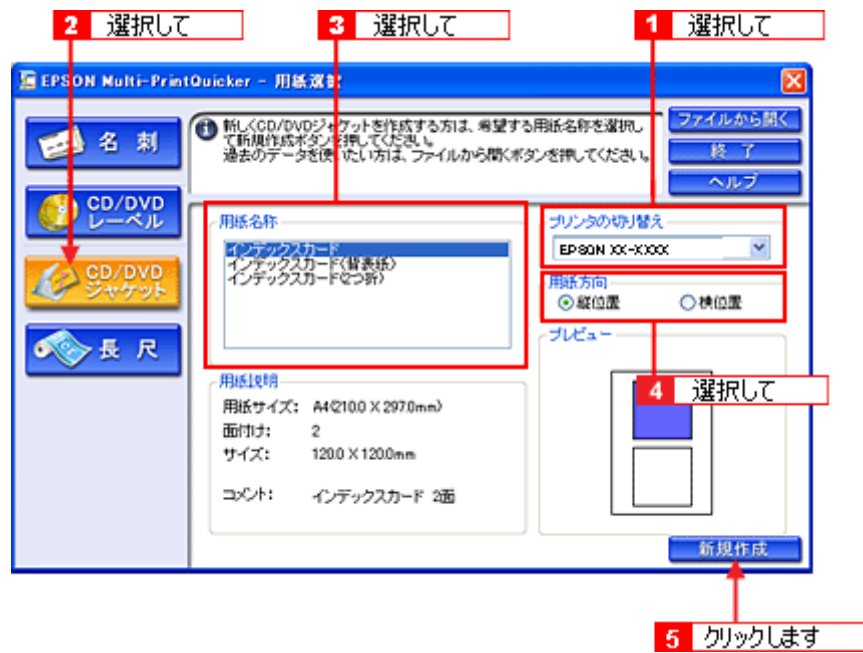 2 選択して
3 選択して
1 選択して
EPSON Multi-PrintQuicker - 用紙選択
名刺
CD/DVD
レーベル
CD/DVD
ジャケット
長尺
新しくCD/DVDジャケットを作成する方は、希望する用紙名称を選択し
て新規作成ボタンを押してください。
過去のデータを使いたい方は、ファイルから開くボタンを押してください。
ファイルから開く
終了
ヘルプ
用紙名称
インデックスカード
インデックスカード(背表紙)
インデックスカード(2つ折)
プリンタの切り替え
EPSON XX-XXXX
用紙方向
縦位置
横位置
プレビュー
4 選択して
用紙説明
用紙サイズ: A4(210.0 X 297.0mm)
面付け: 2
サイズ: 120.0 X 120.0mm
コメント: インデックスカード 2面
新規作成
5 クリックします